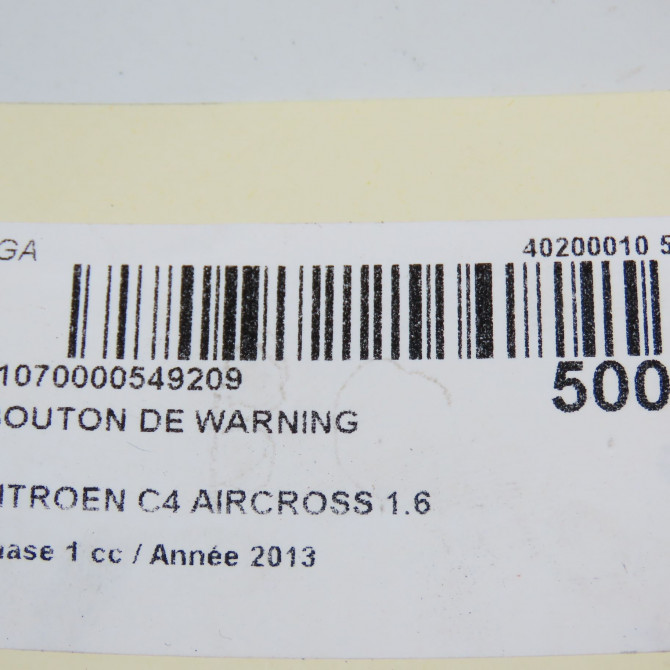 GA
40200010 5
1070000549209
500
BOUTON DE WARNING
ITROEN C4 AIRCROSS 1.6
hase 1 cc / Année 2013